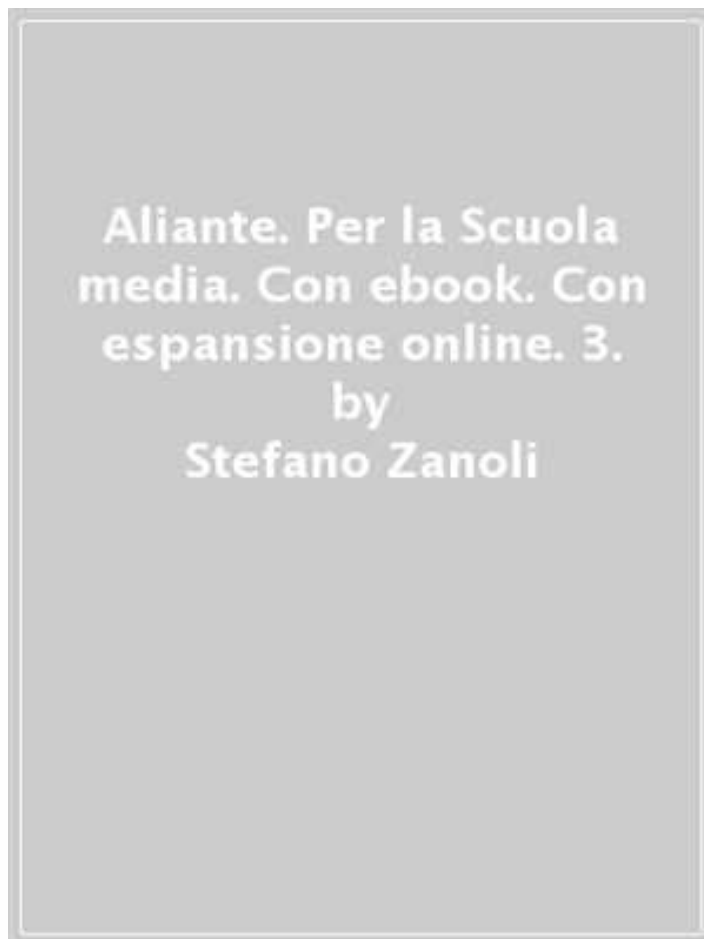 Aliante. Per la Scuola
media. Con ebook. Con
espansione online. 3.
by
Stefano Zanoli